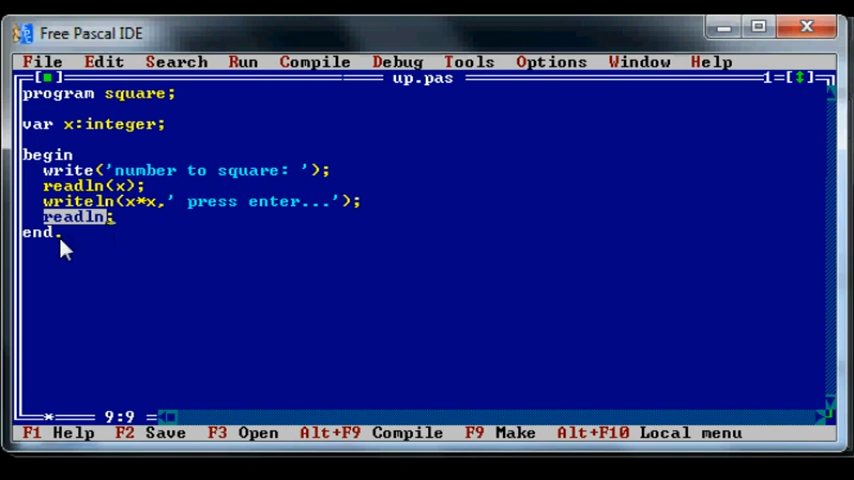 Free Pascal IDE
File Edit Search Run Compile Debug Tools Options Window Help
[■] up.pas 1=[↕]
program square;
var x:integer;
begin
write('number to square: ');
readln(x);
writeln(x*x,' press enter...');
readln;
end.
* 9:9
F1 Help F2 Save F3 Open Alt+F9 Compile F9 Make Alt+F10 Local menu